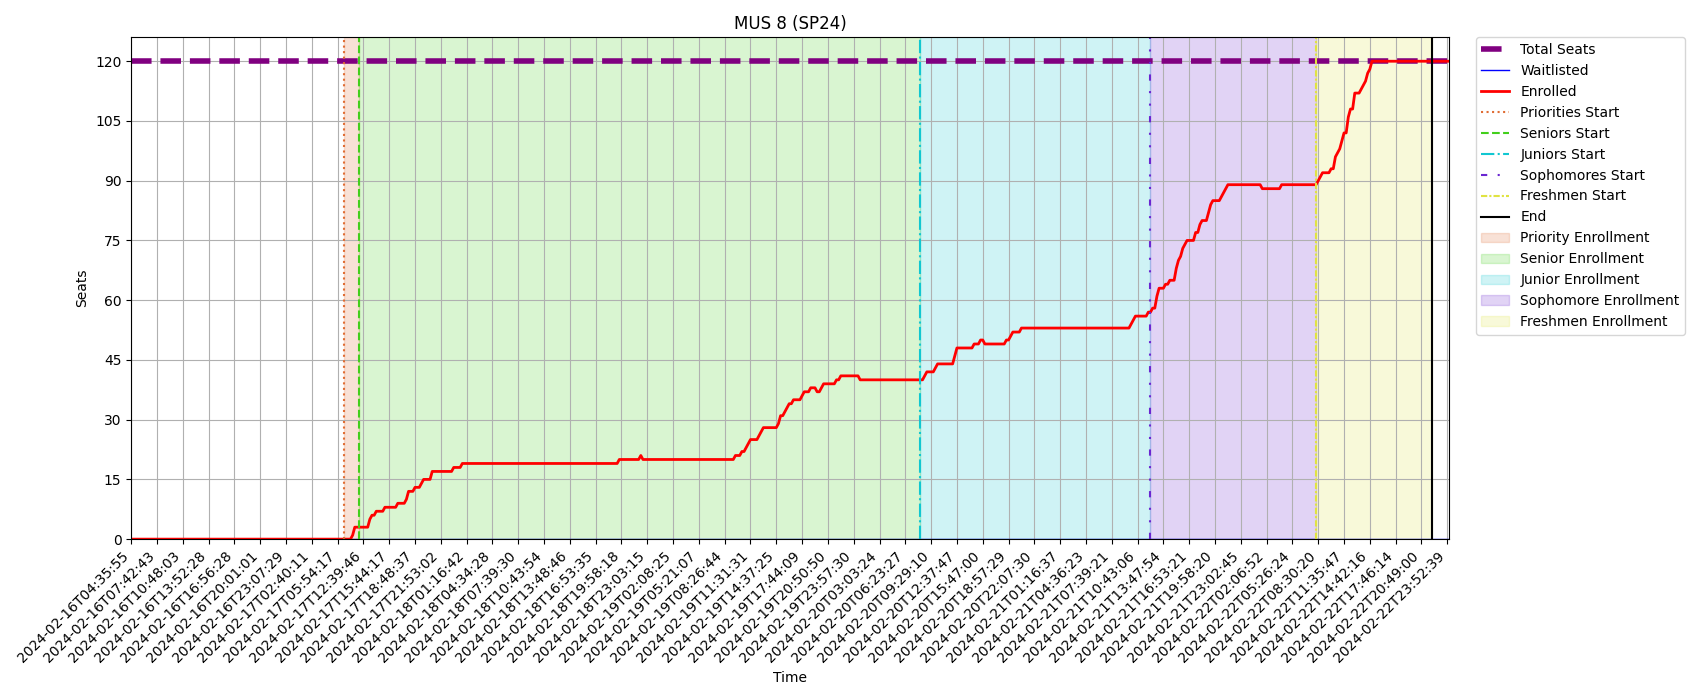 MUS 8 (SP24)
Seats
120
105
90
75
60
45
30
15
0
2024-02-16T04:35:55
2024-02-16T07:42:43
2024-02-16T10:48:03
2024-02-16T13:52:28
2024-02-16T16:56:28
2024-02-16T20:01:01
2024-02-16T23:07:29
2024-02-17T02:40:11
2024-02-17T05:54:17
2024-02-17T12:39:46
2024-02-17T15:44:17
2024-02-17T18:48:37
2024-02-17T21:53:02
2024-02-18T01:16:42
2024-02-18T04:34:28
2024-02-18T07:39:30
2024-02-18T10:43:54
2024-02-18T13:48:46
2024-02-18T16:53:35
2024-02-18T19:58:18
2024-02-18T23:03:15
2024-02-19T02:08:25
2024-02-19T05:21:07
2024-02-19T08:26:44
2024-02-19T11:31:31
2024-02-19T14:37:25
2024-02-19T17:44:09
2024-02-19T20:50:50
2024-02-19T23:57:30
2024-02-20T03:03:24
2024-02-20T06:23:27
2024-02-20T09:29:10
2024-02-20T12:37:47
2024-02-20T15:47:00
2024-02-20T18:57:29
2024-02-20T22:07:30
2024-02-21T01:16:37
2024-02-21T04:36:23
2024-02-21T07:39:21
2024-02-21T10:43:06
2024-02-21T13:47:54
2024-02-21T16:53:21
2024-02-21T19:58:20
2024-02-21T23:02:45
2024-02-22T02:06:52
2024-02-22T05:26:24
2024-02-22T08:30:20
2024-02-22T11:35:47
2024-02-22T14:42:16
2024-02-22T17:46:14
2024-02-22T20:49:00
2024-02-22T23:52:39
Time
Total Seats
Waitlisted
Enrolled
Priorities Start
Seniors Start
Juniors Start
Sophomores Start
Freshmen Start
End
Priority Enrollment
Senior Enrollment
Junior Enrollment
Sophomore Enrollment
Freshmen Enrollment